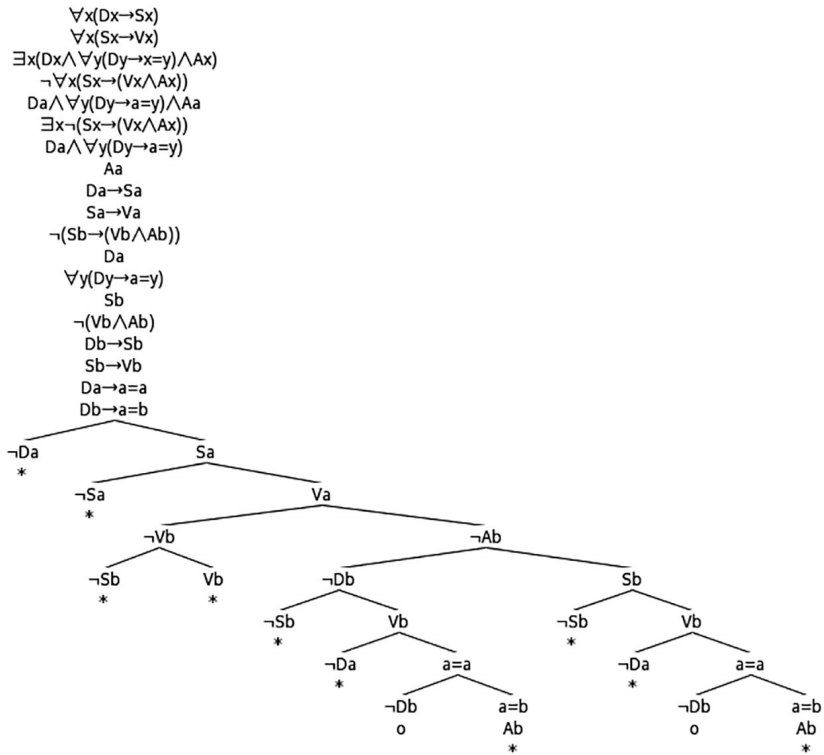 ∀x(Dx→Sx)
∀x(Sx→Vx)
∃x(Dx∧∀y(Dy→x=y)∧Ax)
¬∀x(Sx→(Vx∧Ax))
Da∧∀y(Dy→a=y)∧Aa
∃x¬(Sx→(Vx∧Ax))
Da∧∀y(Dy→a=y)
Aa
Da→Sa
Sa→Va
¬(Sb→(Vb∧Ab))
Da
∀y(Dy→a=y)
Sb
¬(Vb∧Ab)
Db→Sb
Sb→Vb
Da→a=a
Db→a=b
¬Da Sa
*
¬Sa Va
*
¬Vb ¬Ab
¬Sb Vb ¬Db Sb
* *
¬Sb Vb ¬Sb Vb
* *
¬Da a=a ¬Da a=a
* *
¬Db a=b ¬Db a=b
o Ab o Ab
* *